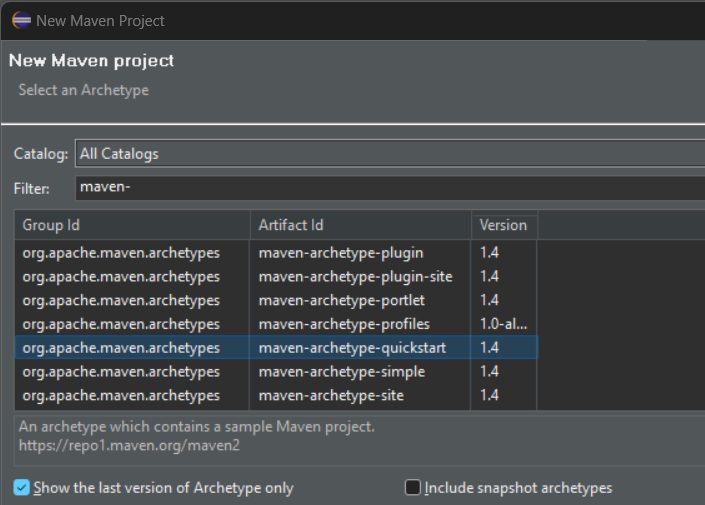 New Maven Project
New Maven project
Select an Archetype
Catalog: All Catalogs
Filter: maven-
Group Id Artifact Id Version
org.apache.maven.archetypes maven-archetype-plugin 1.4
org.apache.maven.archetypes maven-archetype-plugin-site 1.4
org.apache.maven.archetypes maven-archetype-portlet 1.4
org.apache.maven.archetypes maven-archetype-profiles 1.0-al...
org.apache.maven.archetypes maven-archetype-quickstart 1.4
org.apache.maven.archetypes maven-archetype-simple 1.4
org.apache.maven.archetypes maven-archetype-site 1.4
An archetype which contains a sample Maven project.
https://repo1.maven.org/maven2
Show the last version of Archetype only Include snapshot archetypes